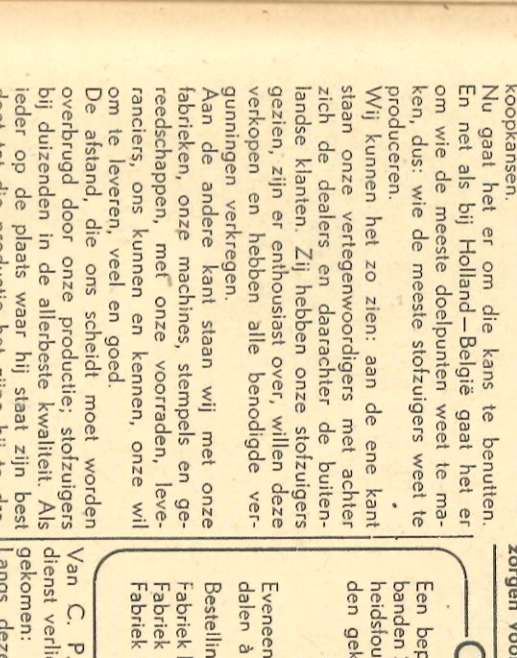 koopkansen.
Nu gaat het er om die kans te benutten.
En net als bij Holland—België gaat het er
om wie de meeste doelpunten weet te ma-
ken, dus: wie de meeste stofzuigers weet te
produceren.
Wij kunnen het zo zien: aan de ene kant
staan onze vertegenwoordigers met achter
zich de dealers en daarachter de buiten-
landse klanten. Zij hebben onze stofzuigers
gezien, zijn er enthousiast over, willen deze
verkopen en hebben alle benodigde ver-
gunningen verkregen.
Aan de andere kant staan wij met onze
fabrieken, onze machines, stempels en ge-
reedschappen, met onze voorraden, leve-
ranciers, ons kunnen en kennen, onze wil
om te leveren, veel en goed.
De afstand, die ons scheidt moet worden
overbrugd door onze productie; stofzuigers
bij duizenden in de allerbeste kwaliteit. Als
ieder op de plaats waar hij staat zijn best
zorgen voo
Een bep
banden
heidsfou
den gek
Eveneen
dalen à
Bestellin
Fabriek
Fabriek
Fabriek
Van C. P
dienst verli
gekomen:
Langs deze